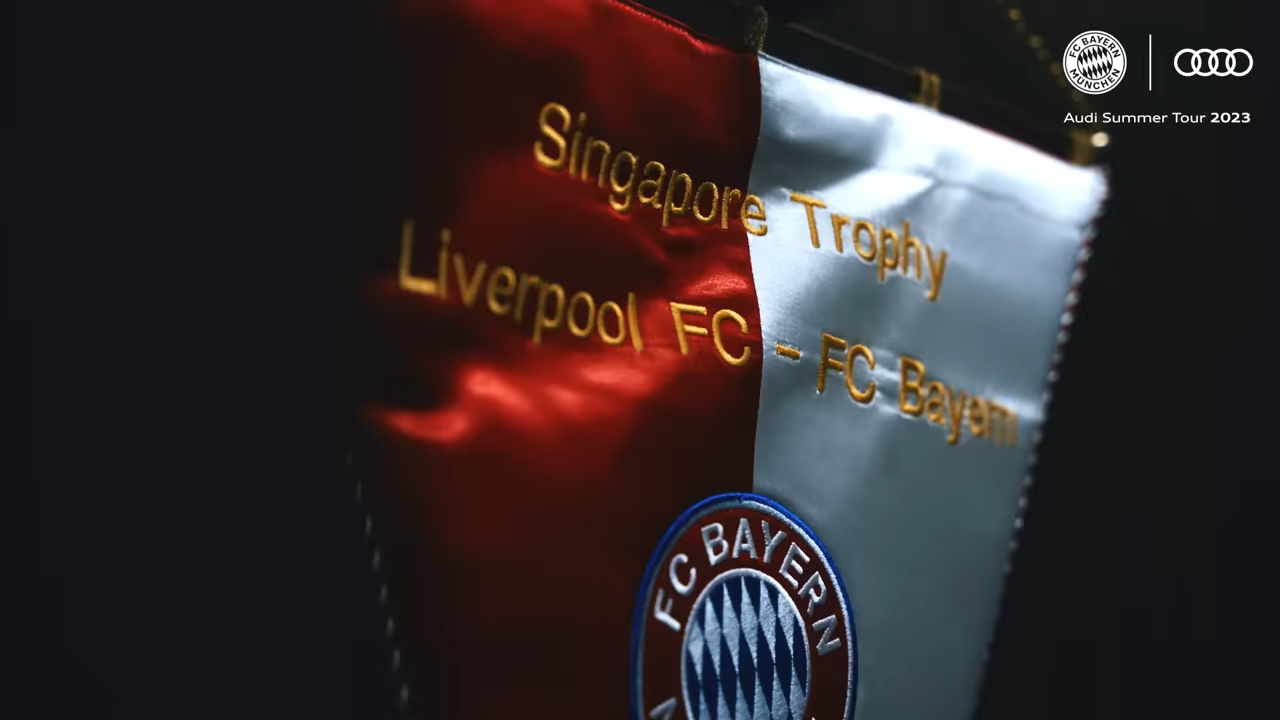 FC BAYERN MÜNCHEN
Audi Summer Tour 2023
Singapore Trophy
Liverpool FC - FC Bayern
FC BAYERN